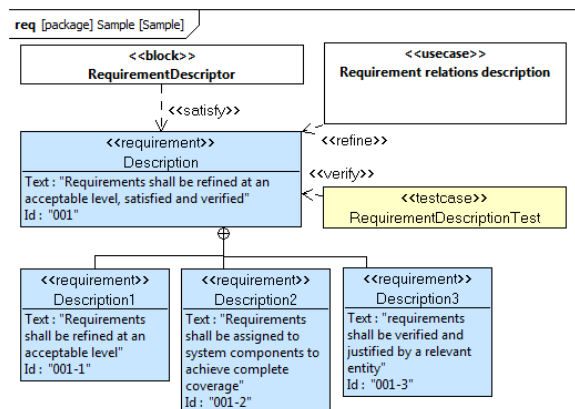 req [package] Sample [Sample]
<<block>>
RequirementDescriptor
<<usecase>>
Requirement relations description
<<satisfy>>
<<refine>>
<<requirement>>
Description
Text : "Requirements shall be refined at an
acceptable level, satisfied and verified"
Id : "001"
<<verify>>
<<testcase>>
RequirementDescriptionTest
<<requirement>>
Description1
Text : "Requirements
shall be refined at an
acceptable level"
Id : "001-1"
<<requirement>>
Description2
Text : "Requirements
shall be assigned to
system components to
achieve complete
coverage"
Id : "001-2"
<<requirement>>
Description3
Text : "requirements
shall be verified and
justified by a relevant
entity"
Id : "001-3"